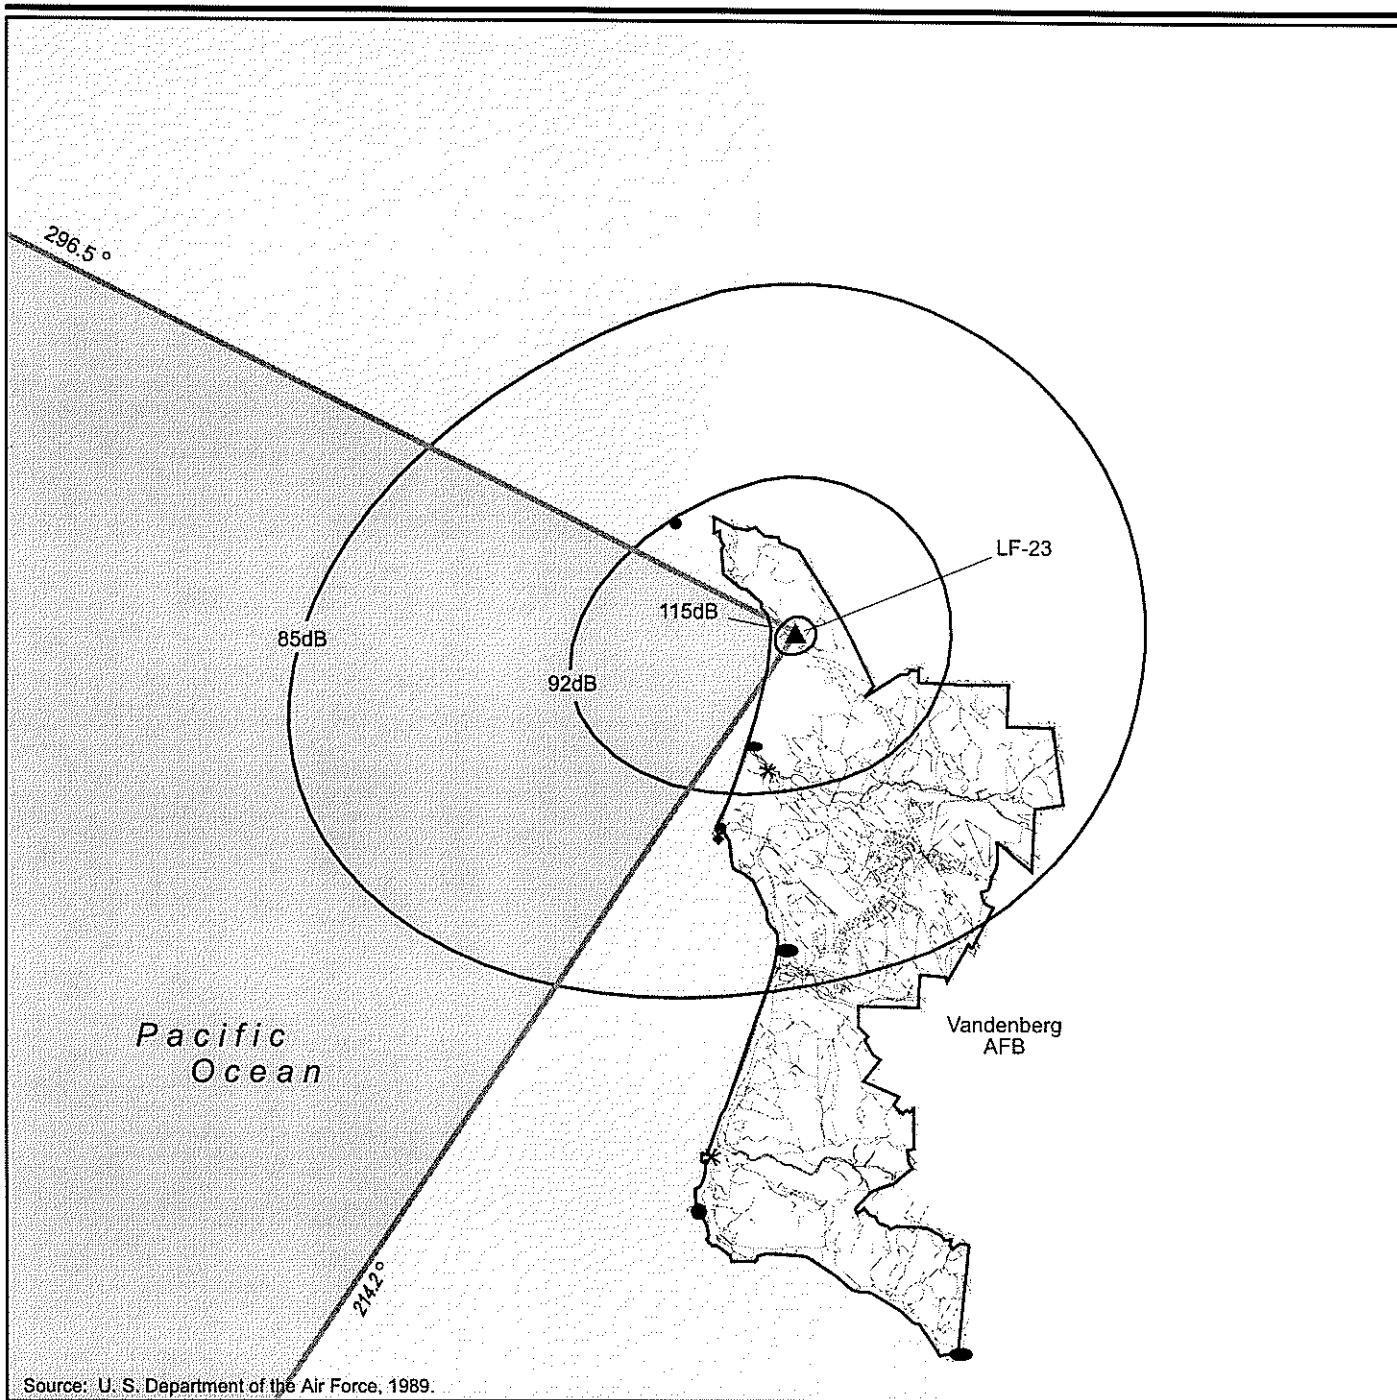 296.5 °
LF-23
115dB
85dB
92dB
Pacific
Ocean
Vandenberg
AFB
214.2°
Source: U. S. Department of the Air Force, 1989.